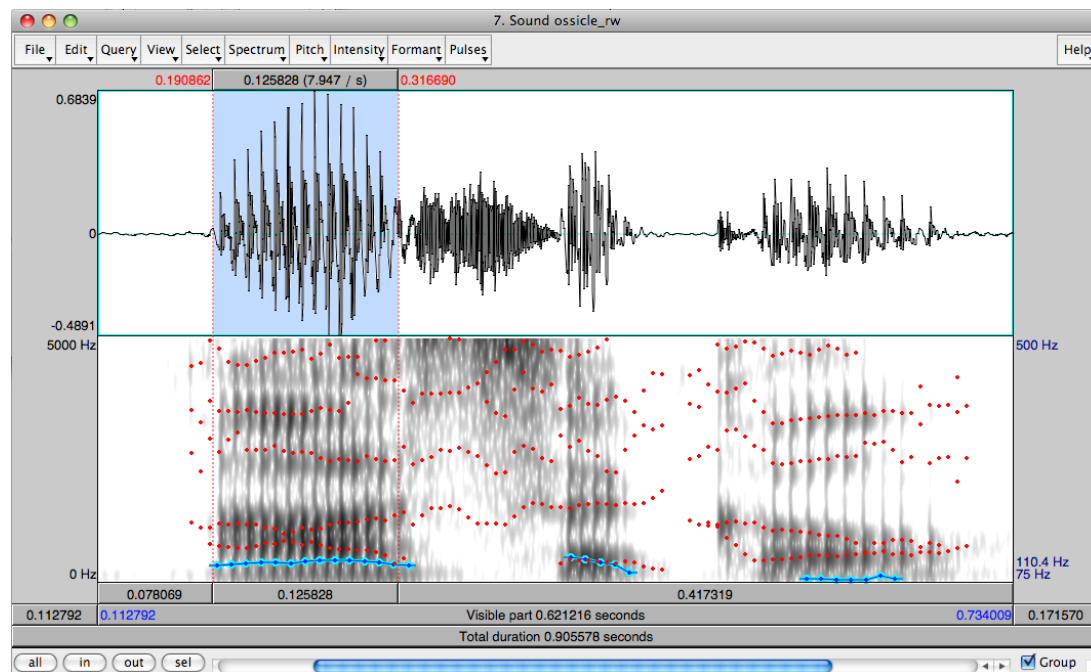 7. Sound ossicle_rw
File Edit Query View Select Spectrum Pitch Intensity Formant Pulses Help
0.190862 0.125828 (7.947 / s) 0.316690
0.6839
0
-0.4891
5000 Hz 500 Hz
110.4 Hz
0 Hz 75 Hz
0.078069 0.125828 0.417319
0.112792 0.112792 Visible part 0.621216 seconds 0.734009 0.171570
Total duration 0.905578 seconds
all in out sel Group